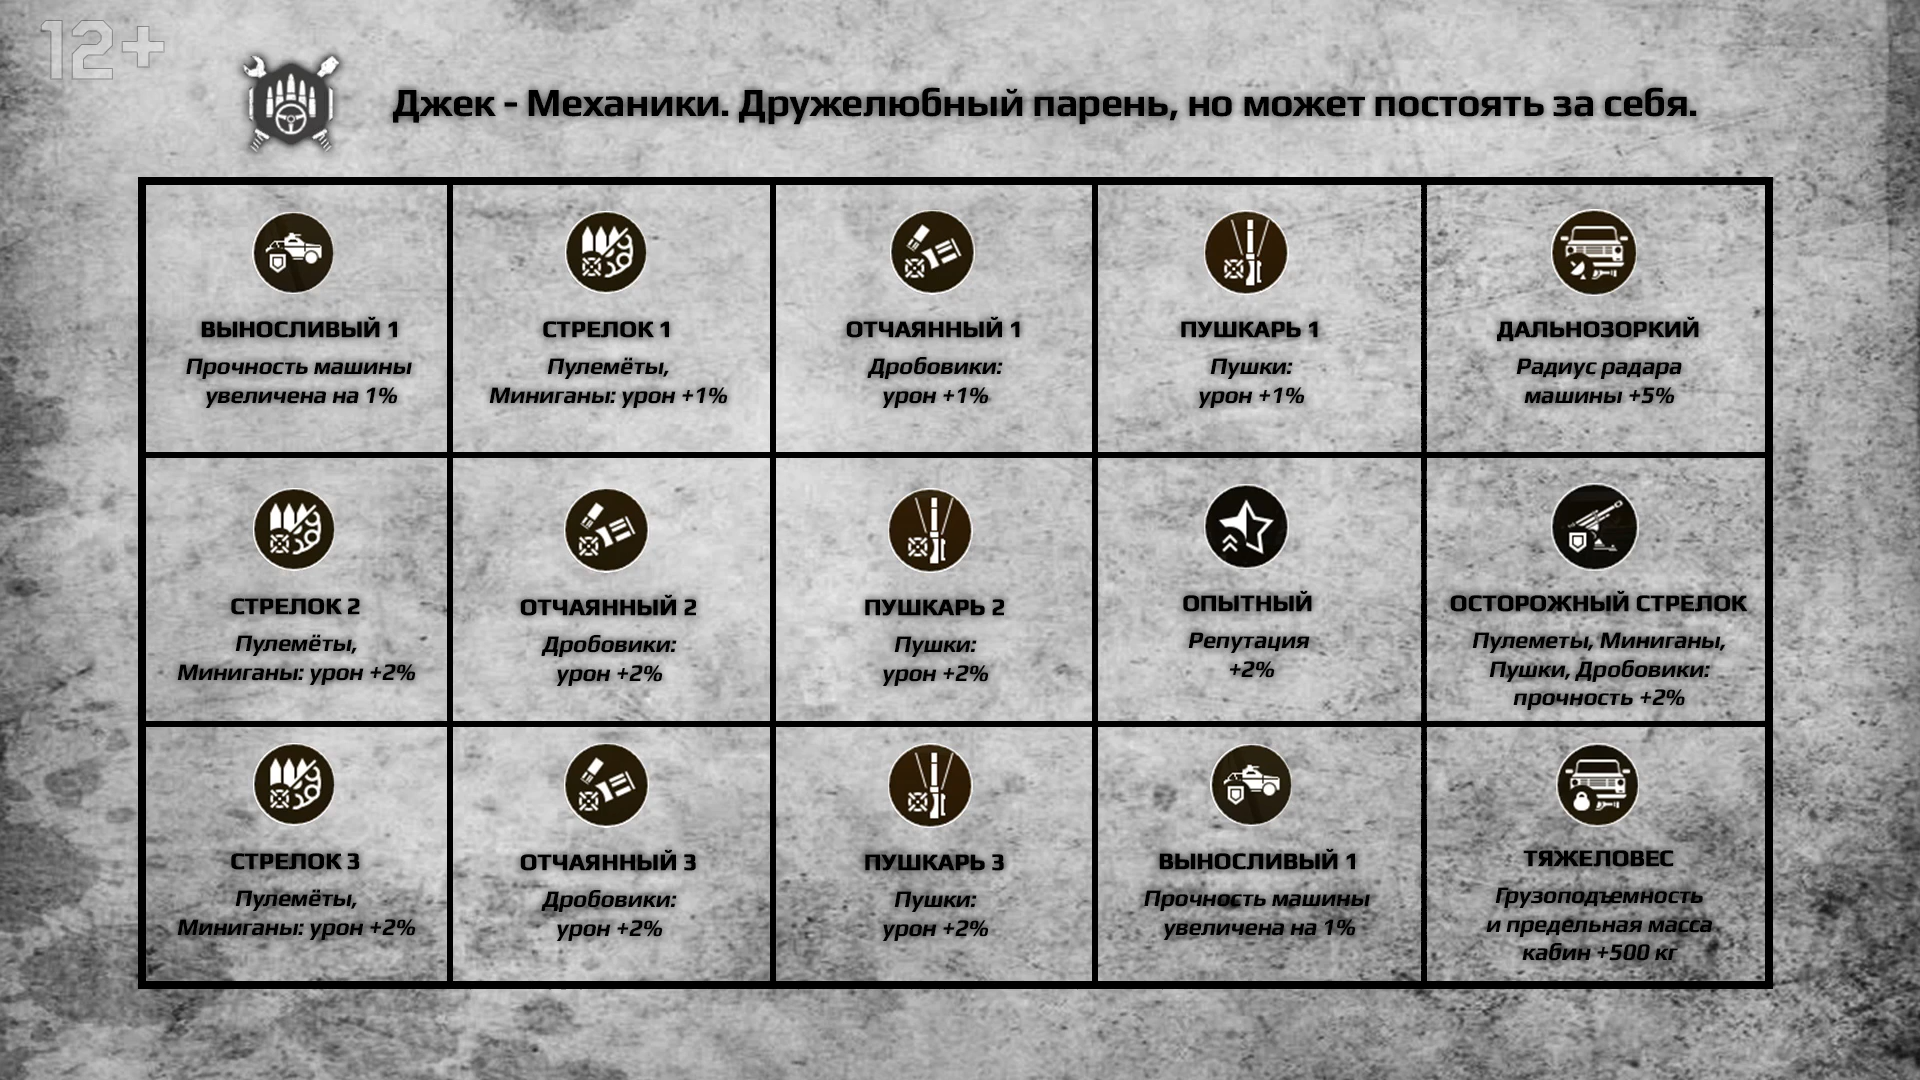 12+
Джек - Механики. Дружелюбный парень, но может постоять за себя.
ВЫНОСЛИВЫЙ 1
Прочность машины
увеличена на 1%
СТРЕЛОК 1
Пулемёты,
Миниганы: урон +1%
ОТЧАЯННЫЙ 1
Дробовики:
урон +1%
ПУШКАРЬ 1
Пушки:
урон +1%
ДАЛЬНОЗОРКИЙ
Радиус радара
машины +5%
СТРЕЛОК 2
Пулемёты,
Миниганы: урон +2%
ОТЧАЯННЫЙ 2
Дробовики:
урон +2%
ПУШКАРЬ 2
Пушки:
урон +2%
ОПЫТНЫЙ
Репутация
+2%
ОСТОРОЖНЫЙ СТРЕЛОК
Пулеметы, Миниганы,
Пушки, Дробовики:
прочность +2%
СТРЕЛОК 3
Пулемёты,
Миниганы: урон +2%
ОТЧАЯННЫЙ 3
Дробовики:
урон +2%
ПУШКАРЬ 3
Пушки:
урон +2%
ВЫНОСЛИВЫЙ 1
Прочность машины
увеличена на 1%
ТЯЖЕЛОВЕС
Грузоподъемность
и предельная масса
кабин +500 кг